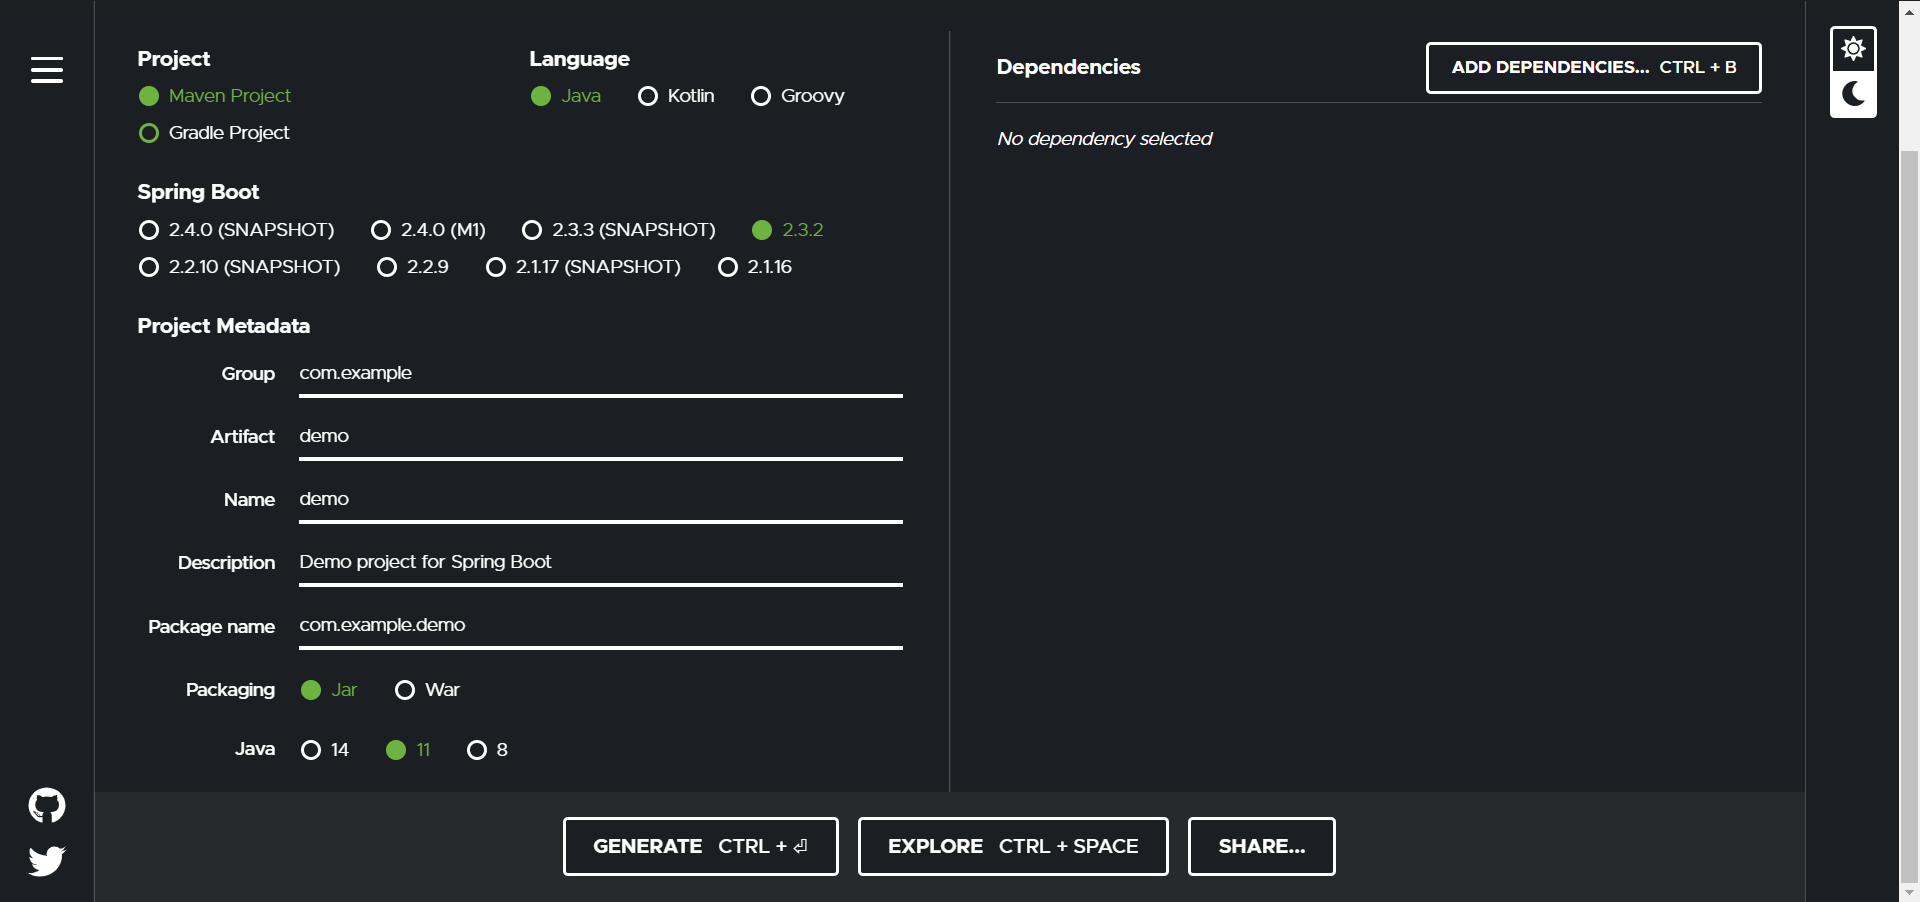 Project
Maven Project
Gradle Project
Language
Java Kotlin Groovy
Spring Boot
2.4.0 (SNAPSHOT) 2.4.0 (M1) 2.3.3 (SNAPSHOT) 2.3.2
2.2.10 (SNAPSHOT) 2.2.9 2.1.17 (SNAPSHOT) 2.1.16
Project Metadata
Group com.example
Artifact demo
Name demo
Description Demo project for Spring Boot
Package name com.example.demo
Packaging Jar War
Java 14 11 8
Dependencies
ADD DEPENDENCIES... CTRL + B
No dependency selected
GENERATE CTRL + ⏎
EXPLORE CTRL + SPACE
SHARE...